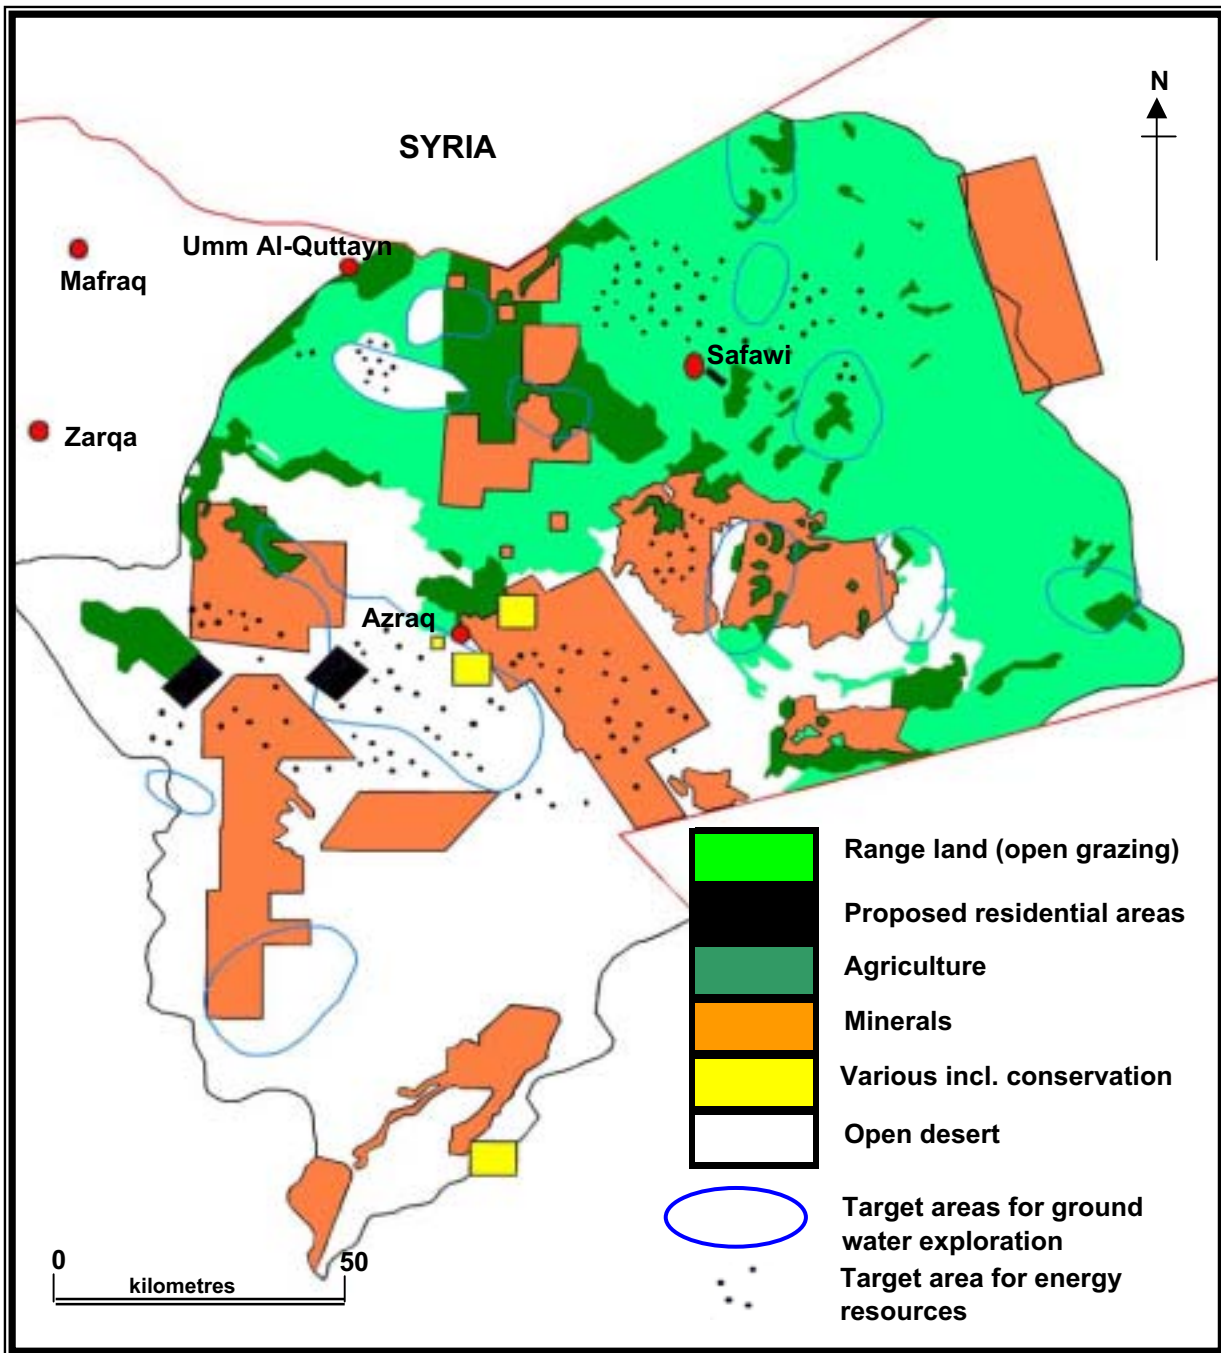 N
SYRIA
Umm Al-Quttayn
Mafraq
Safawi
Zarqa
Azraq
Range land (open grazing)
Proposed residential areas
Agriculture
Minerals
Various incl. conservation
Open desert
Target areas for ground
water exploration
Target area for energy
resources
0 50
kilometres